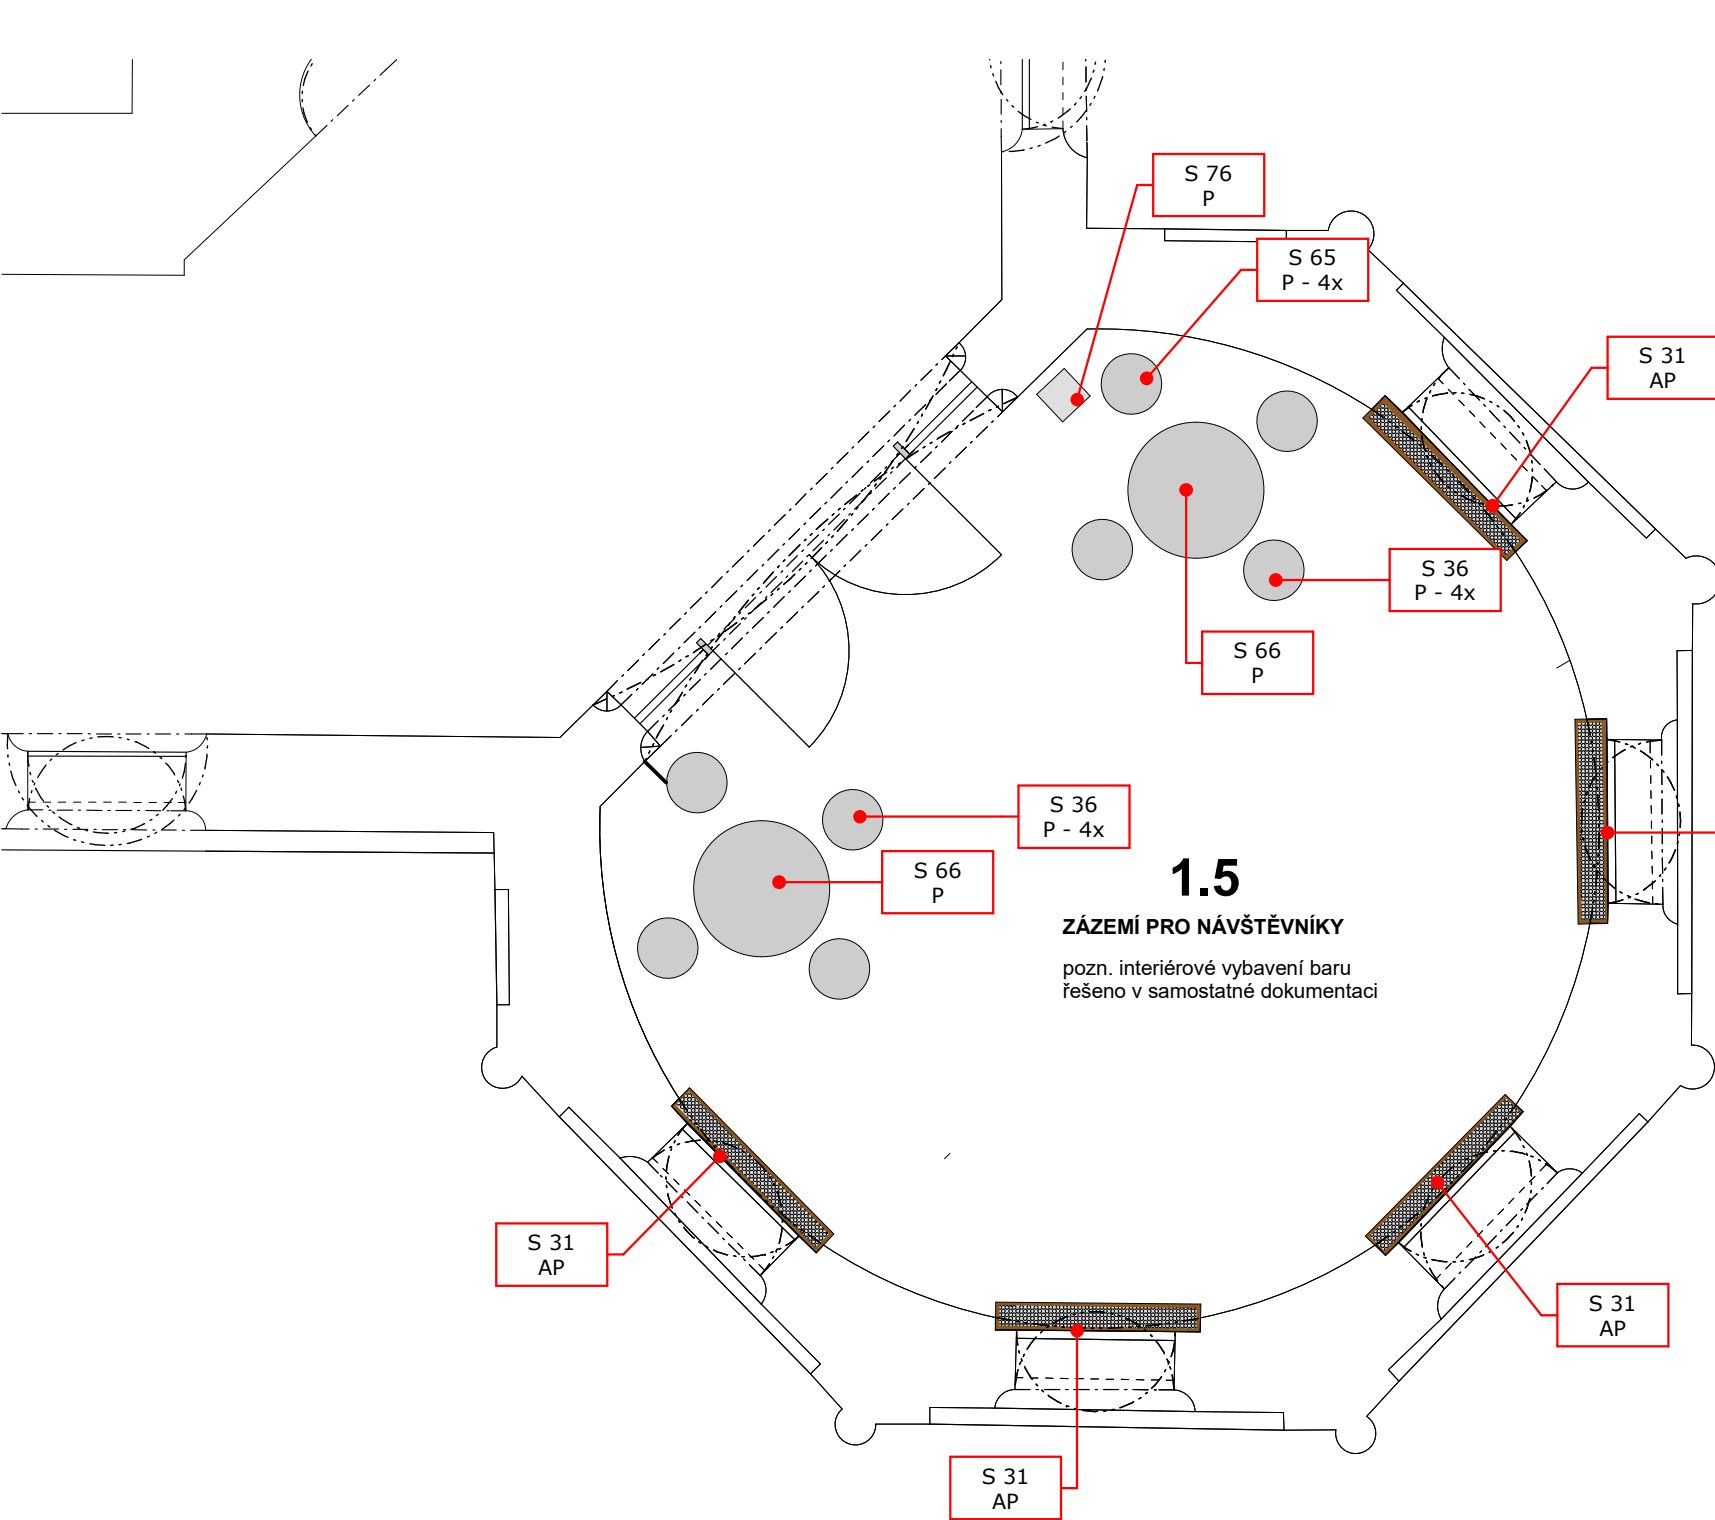 S 76
P
S 65
P - 4x
S 31
AP
S 36
P - 4x
S 66
P
S 36
P - 4x
S 66
P
1.5
ZÁZEMÍ PRO NÁVŠTĚVNÍKY
pozn. interiérové vybavení baru
řešeno v samostatné dokumentaci
S 31
AP
S 31
AP
S 31
AP